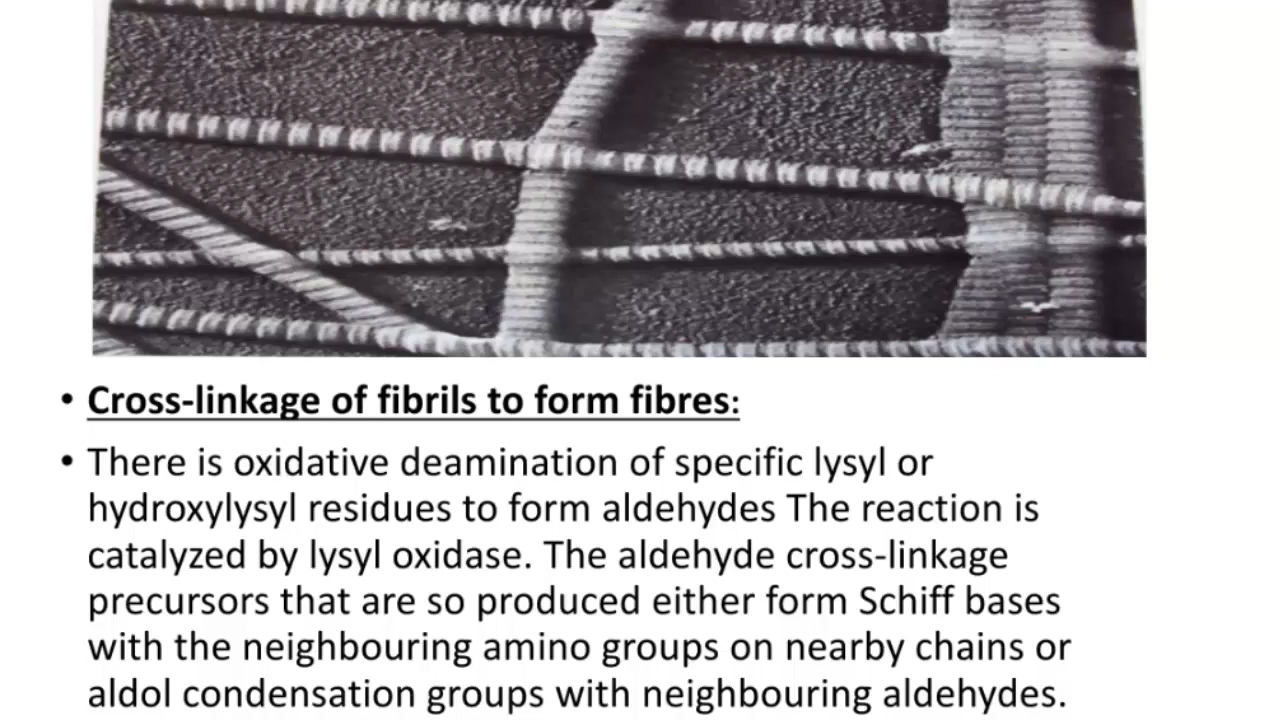 • Cross-linkage of fibrils to form fibres:
• There is oxidative deamination of specific lysyl or
hydroxylysyl residues to form aldehydes The reaction is
catalyzed by lysyl oxidase. The aldehyde cross-linkage
precursors that are so produced either form Schiff bases
with the neighbouring amino groups on nearby chains or
aldol condensation groups with neighbouring aldehydes.